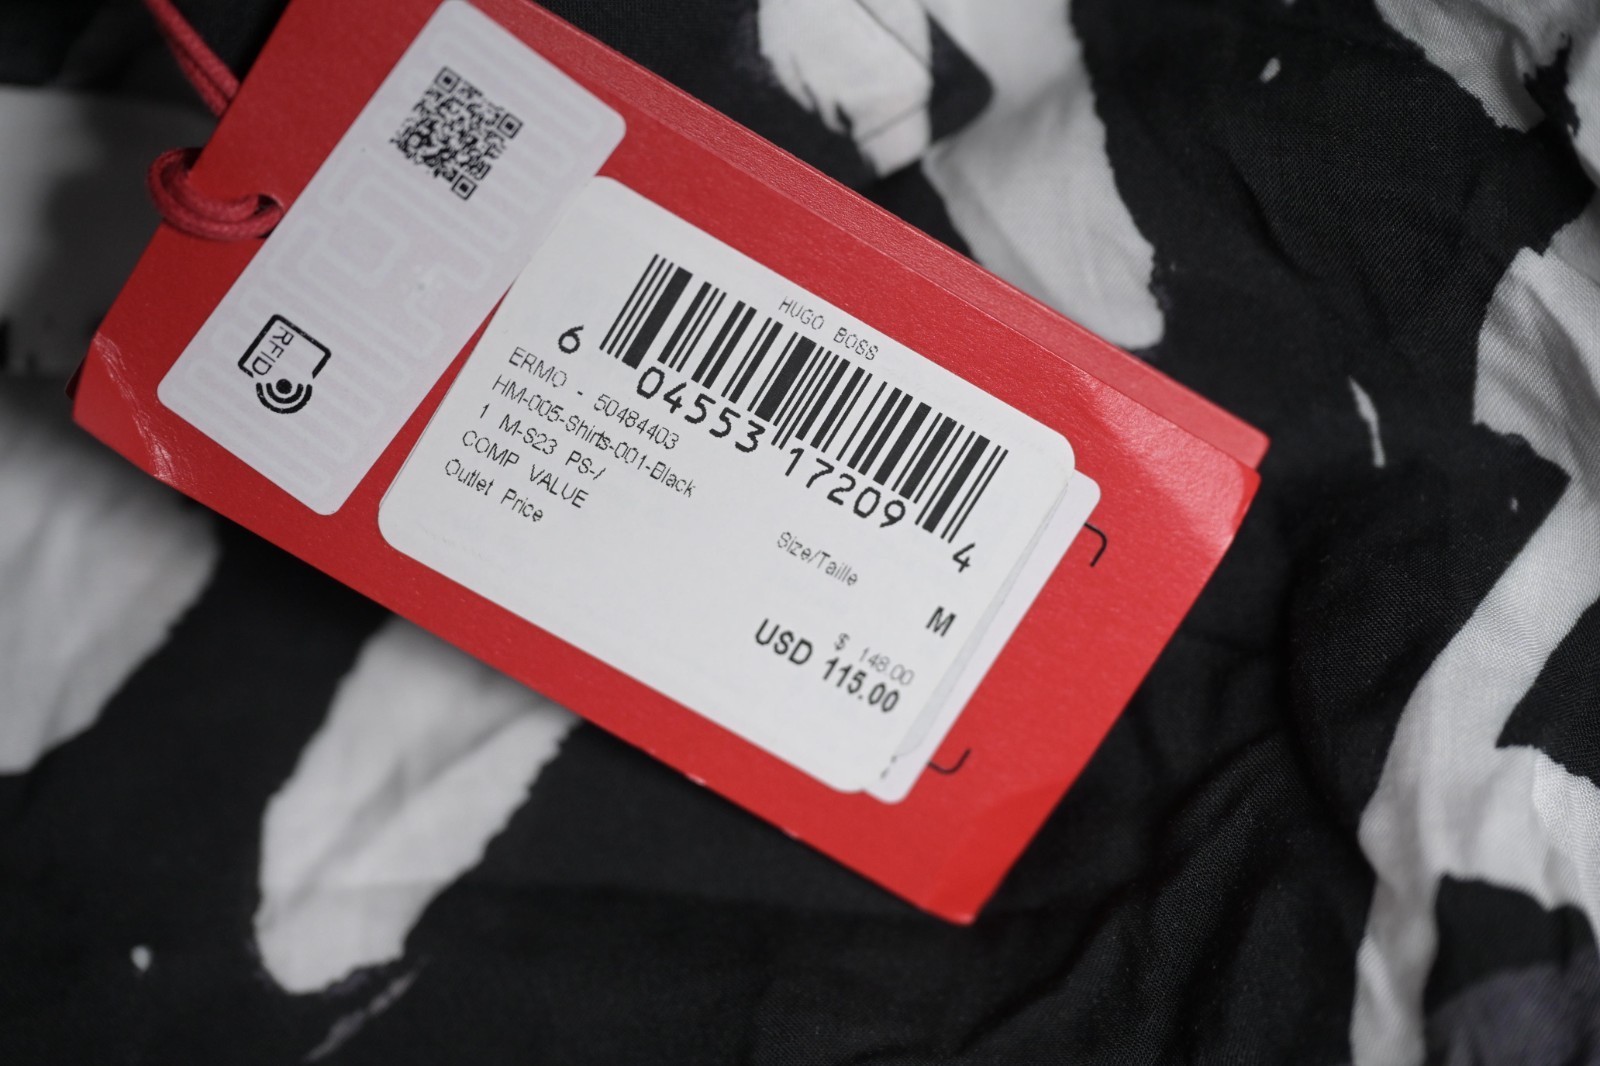 RFID
HUGO BOSS
6 04553 17209 4
ERMO - 50484403
HM-005-Shirts-001-Black
1 M-S23 PS-/
COMP VALUE
Outlet Price
Size/Taille
M
$ 148.00
USD 115.00